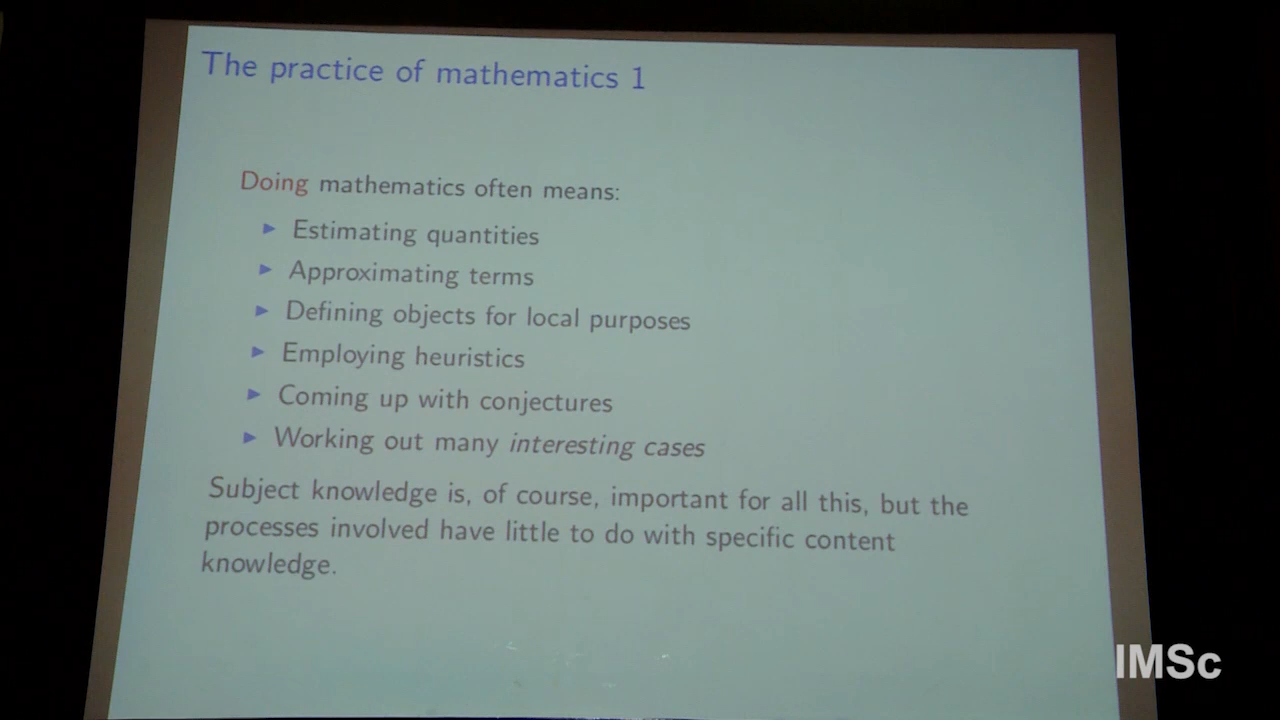 The practice of mathematics 1
Doing mathematics often means:
▶ Estimating quantities
▶ Approximating terms
▶ Defining objects for local purposes
▶ Employing heuristics
▶ Coming up with conjectures
▶ Working out many interesting cases
Subject knowledge is, of course, important for all this, but the
processes involved have little to do with specific content
knowledge.
IMSc